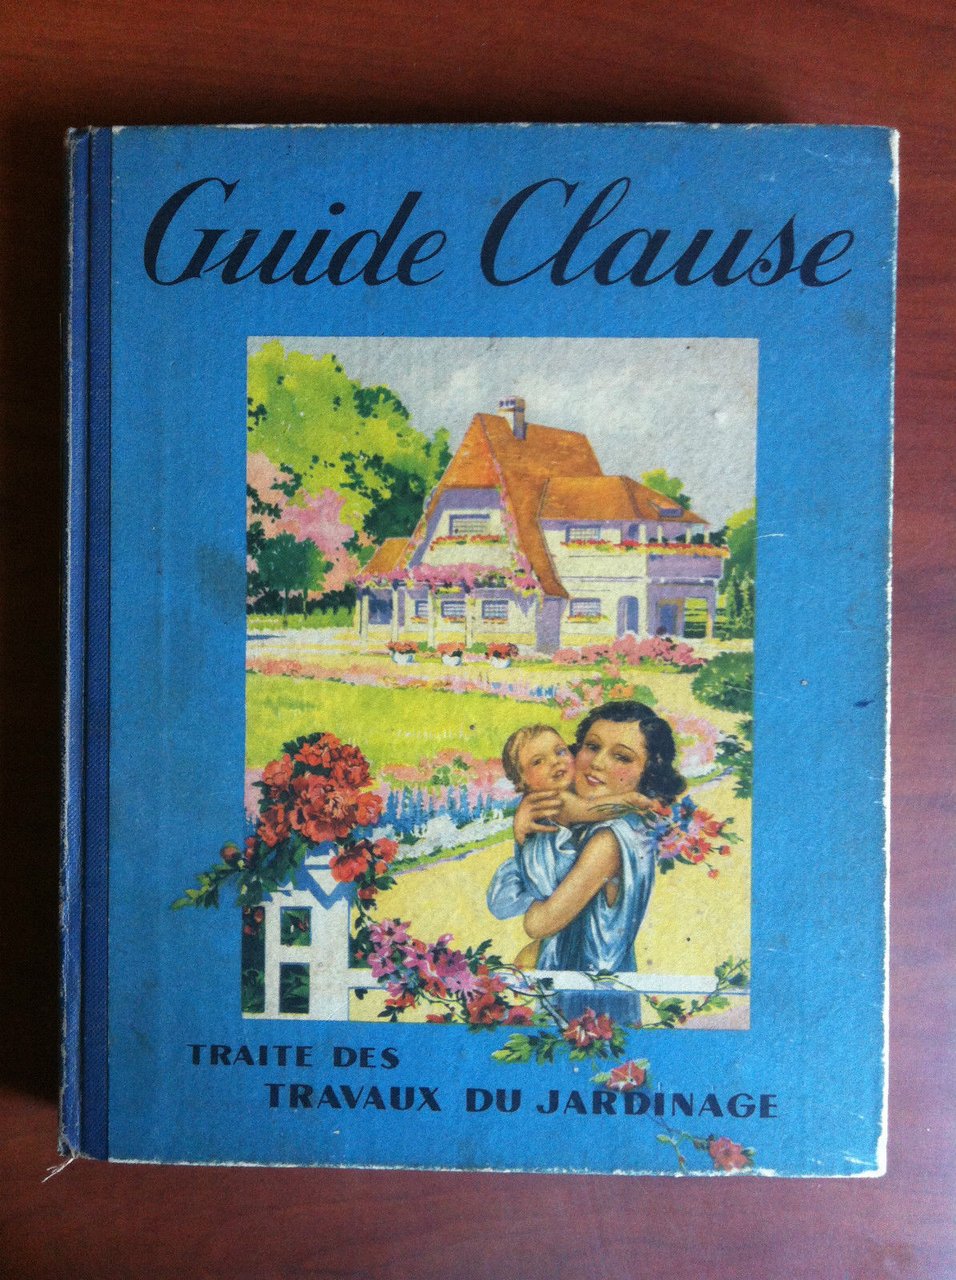 Guide Clause
TRAITE DES
TRAVAUX DU JARDINAGE